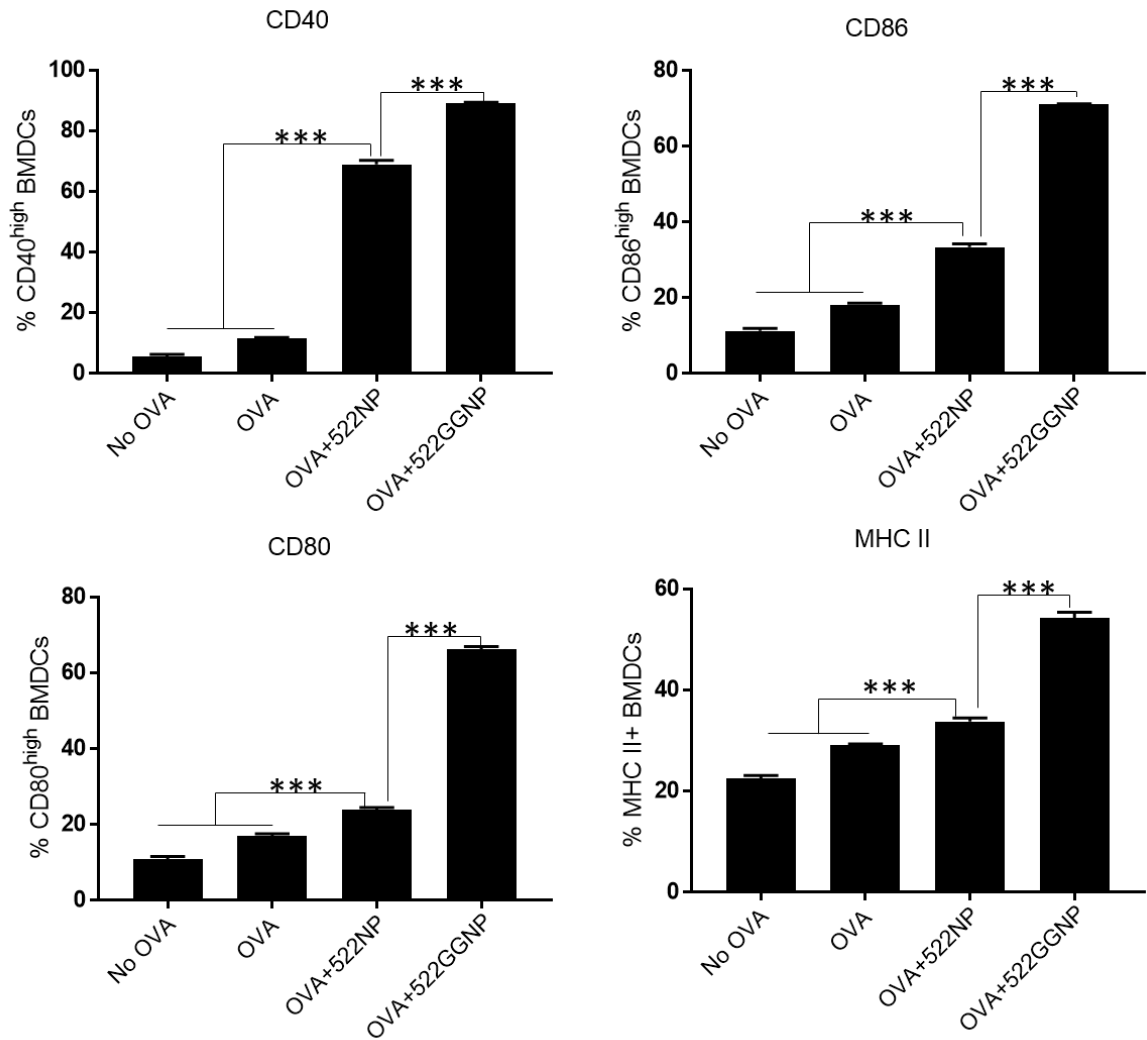 CD40
% CD40high BMDCs
100
80
60
40
20
0
***
***
No OVA
OVA
OVA+522NP
OVA+522GGNP
CD86
% CD86high BMDCs
80
60
40
20
0
***
***
No OVA
OVA
OVA+522NP
OVA+522GGNP
CD80
% CD80high BMDCs
80
60
40
20
0
***
***
No OVA
OVA
OVA+522NP
OVA+522GGNP
MHC II
% MHC II+ BMDCs
60
40
20
0
***
***
No OVA
OVA
OVA+522NP
OVA+522GGNP